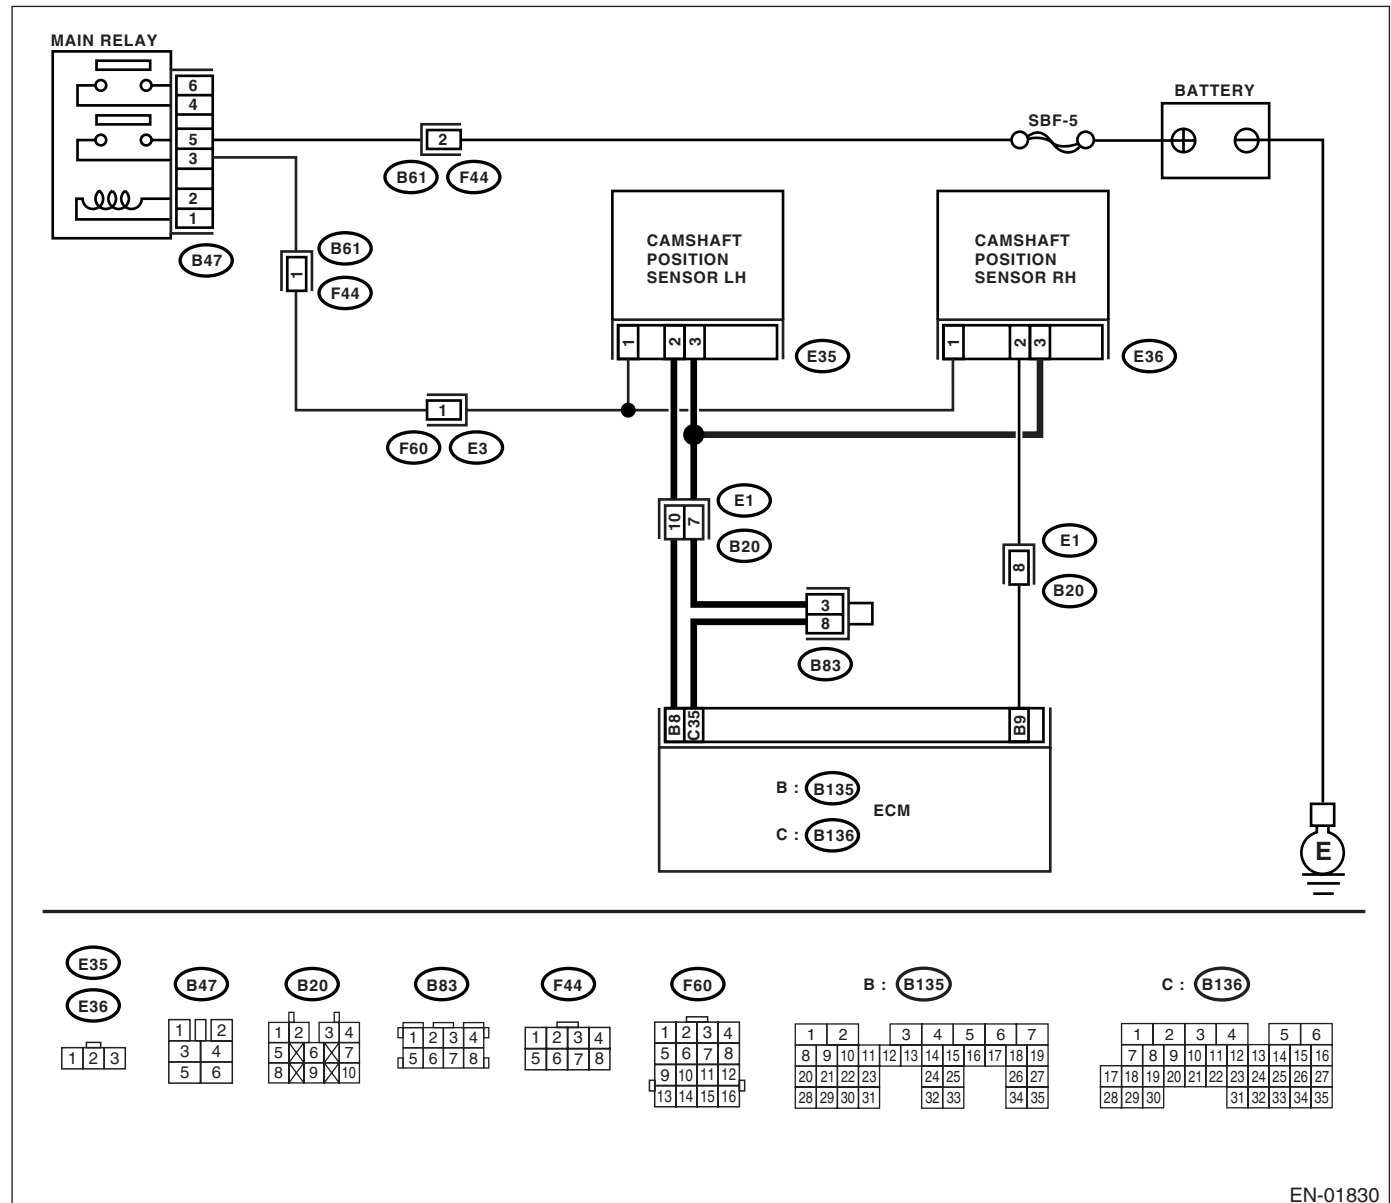 MAIN RELAY
6
4
5
3
2
1
B47
2
B61 F44
SBF-5
BATTERY
B61
1
F44
CAMSHAFT
POSITION
SENSOR LH
1 2 3
E35
CAMSHAFT
POSITION
SENSOR RH
1 2 3
E36
1
F60 E3
E1
10 7
B20
E1
8
B20
3
8
B83
B8 C35 B9
B : B135
ECM
C : B136
E
E35
E36
1 2 3
B47
1 2
3 4
5 6
B20
1 2 3 4
5 6 7
8 9 10
B83
1 2 3 4
5 6 7 8
F44
1 2 3 4
5 6 7 8
F60
1 2 3 4
5 6 7 8
9 10 11 12
13 14 15 16
B : B135
1 2 3 4 5 6 7
8 9 10 11 12 13 14 15 16 17 18 19
20 21 22 23 24 25 26 27
28 29 30 31 32 33 34 35
C : B136
1 2 3 4 5 6
7 8 9 10 11 12 13 14 15 16
17 18 19 20 21 22 23 24 25 26 27
28 29 30 31 32 33 34 35
EN-01830